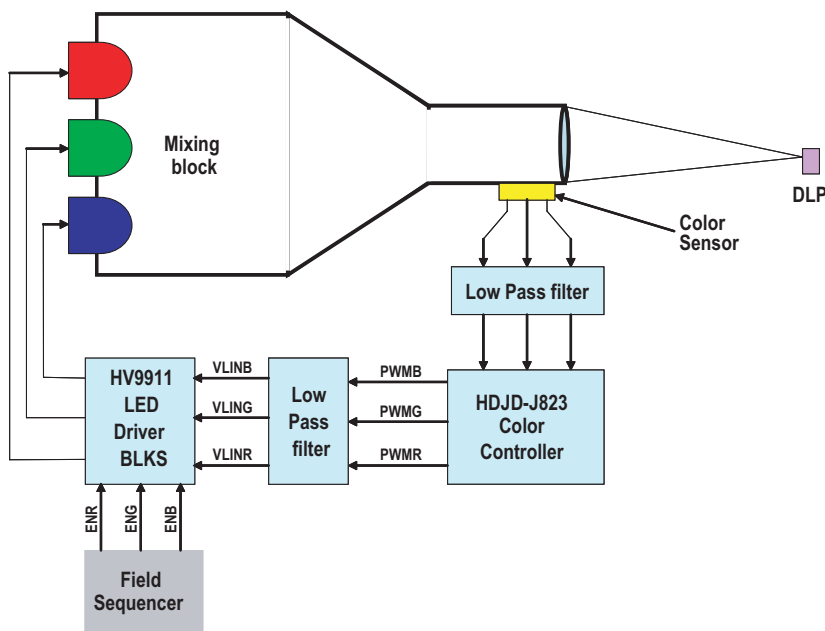 Mixing
block
DLP
Color
Sensor
Low Pass filter
HV9911
LED
Driver
BLKS
VLINB
VLING
VLINR
Low
Pass
filter
PWMB
PWMG
PWMR
HDJD-J823
Color
Controller
ENR
ENG
ENB
Field
Sequencer